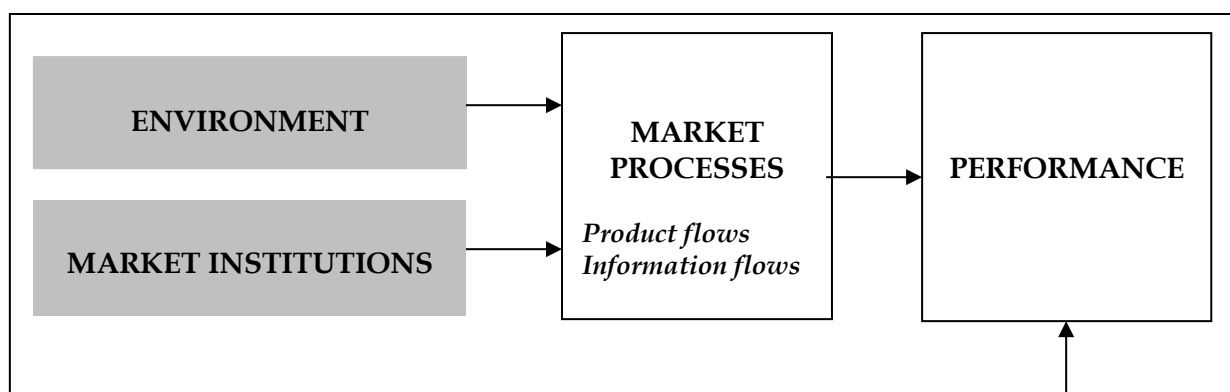 ENVIRONMENT
MARKET INSTITUTIONS
MARKET
PROCESSES
Product flows
Information flows
PERFORMANCE